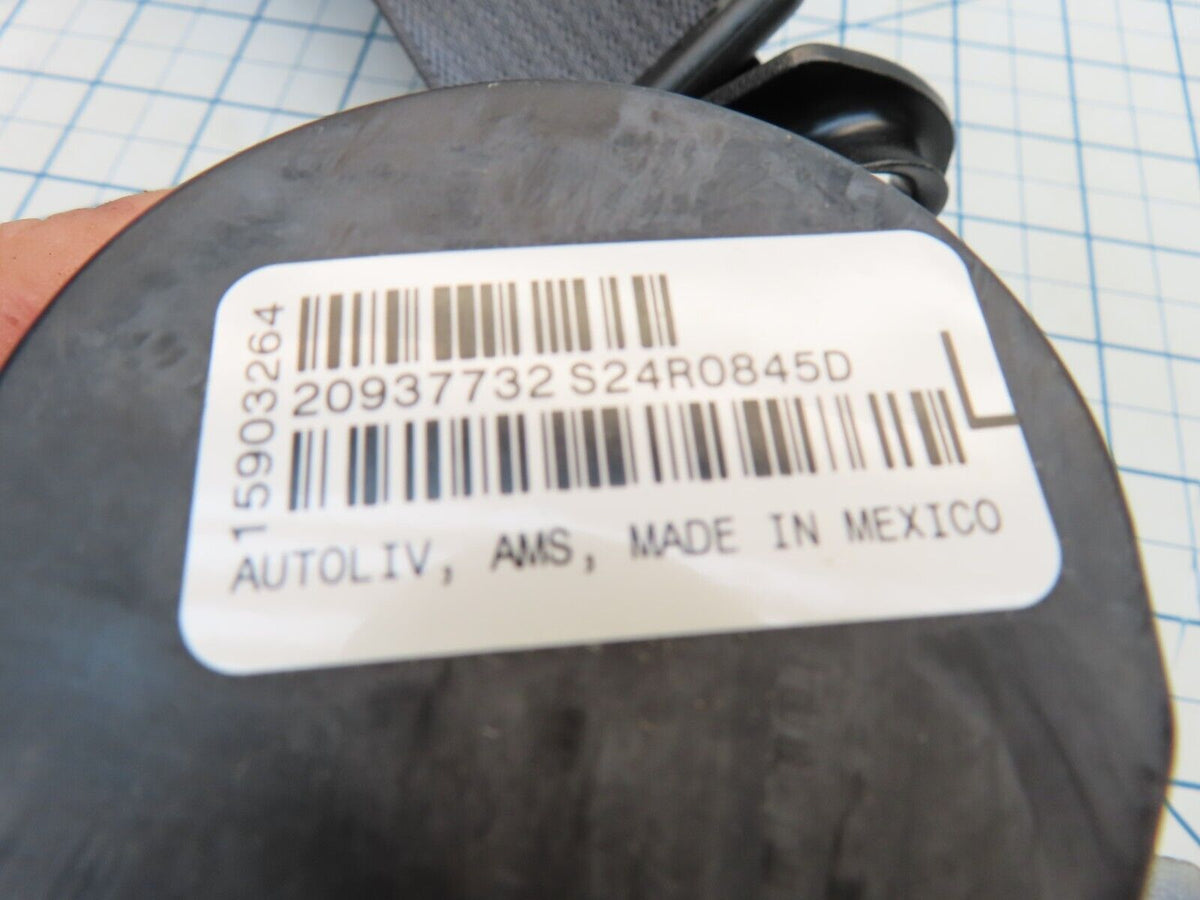 15903264
20937732 S24R0845D
AUTOLIV, AMS, MADE IN MEXICO
L